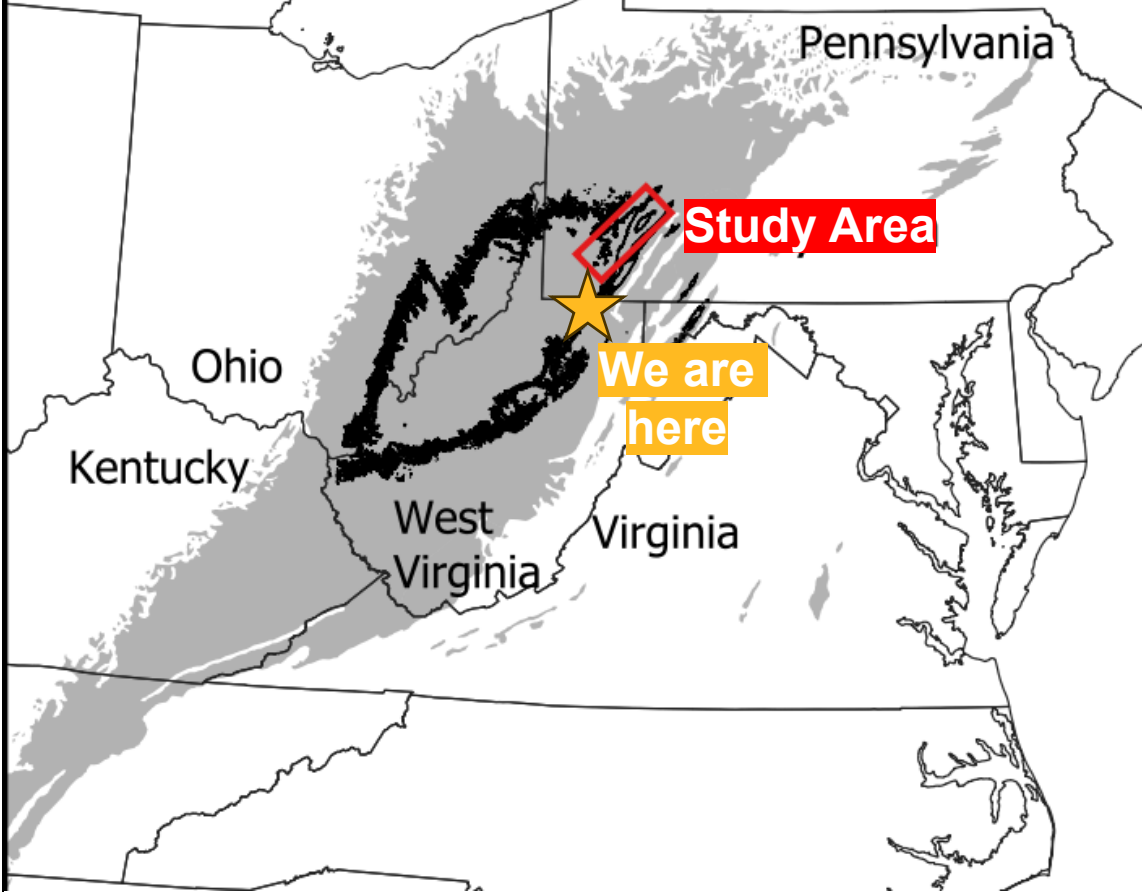 Pennsylvania
Study Area
We are
here
Ohio
Kentucky
West
Virginia
Virginia